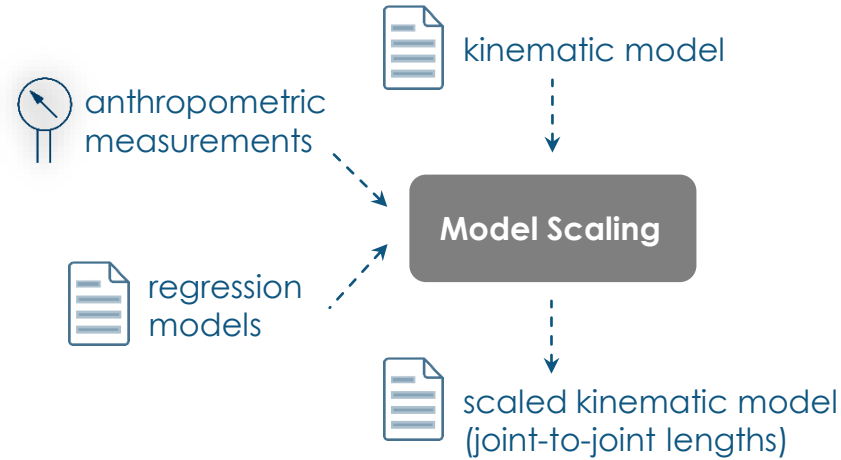 kinematic model
anthropometric
measurements
Model Scaling
regression
models
scaled kinematic model
(joint-to-joint lengths)